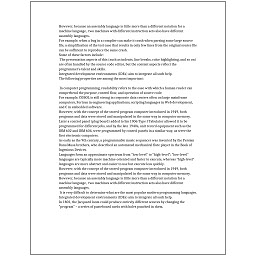 However, because an assembly language is little more than a different notation for a
machine language, two machines with different instruction sets also have different
assembly languages.
For example, when a bug in a compiler can make it crash when parsing some large source
file, a simplification of the test case that results in only few lines from the original source file
can be sufficient to reproduce the same crash.
Some of these factors include:
The presentation aspects of this (such as indents, line breaks, color highlighting, and so on)
are often handled by the source code editor, but the content aspects reflect the
programmer's talent and skills.
Integrated development environments (IDEs) aim to integrate all such help.
The following properties are among the most important:

In computer programming, readability refers to the ease with which a human reader can
comprehend the purpose, control flow, and operation of source code.
For example, COBOL is still strong in corporate data centers often on large mainframe
computers, Fortran in engineering applications, scripting languages in Web development,
and C in embedded software.
However, with the concept of the stored-program computer introduced in 1949, both
programs and data were stored and manipulated in the same way in computer memory.
Later a control panel (plug board) added to his 1906 Type I Tabulator allowed it to be
programmed for different jobs, and by the late 1940s, unit record equipment such as the
IBM 602 and IBM 604, were programmed by control panels in a similar way, as were the
first electronic computers.
As early as the 9th century, a programmable music sequencer was invented by the Persian
Banu Musa brothers, who described an automated mechanical flute player in the Book of
Ingenious Devices.
Languages form an approximate spectrum from "low-level" to "high-level"; "low-level"
languages are typically more machine-oriented and faster to execute, whereas "high-level"
languages are more abstract and easier to use but execute less quickly.
However, with the concept of the stored-program computer introduced in 1949, both
programs and data were stored and manipulated in the same way in computer memory.
However, because an assembly language is little more than a different notation for a
machine language, two machines with different instruction sets also have different
assembly languages.
It is very difficult to determine what are the most popular modern programming languages.
Integrated development environments (IDEs) aim to integrate all such help.
In 1801, the Jacquard loom could produce entirely different weaves by changing the
"program" – a series of pasteboard cards with holes punched in them.